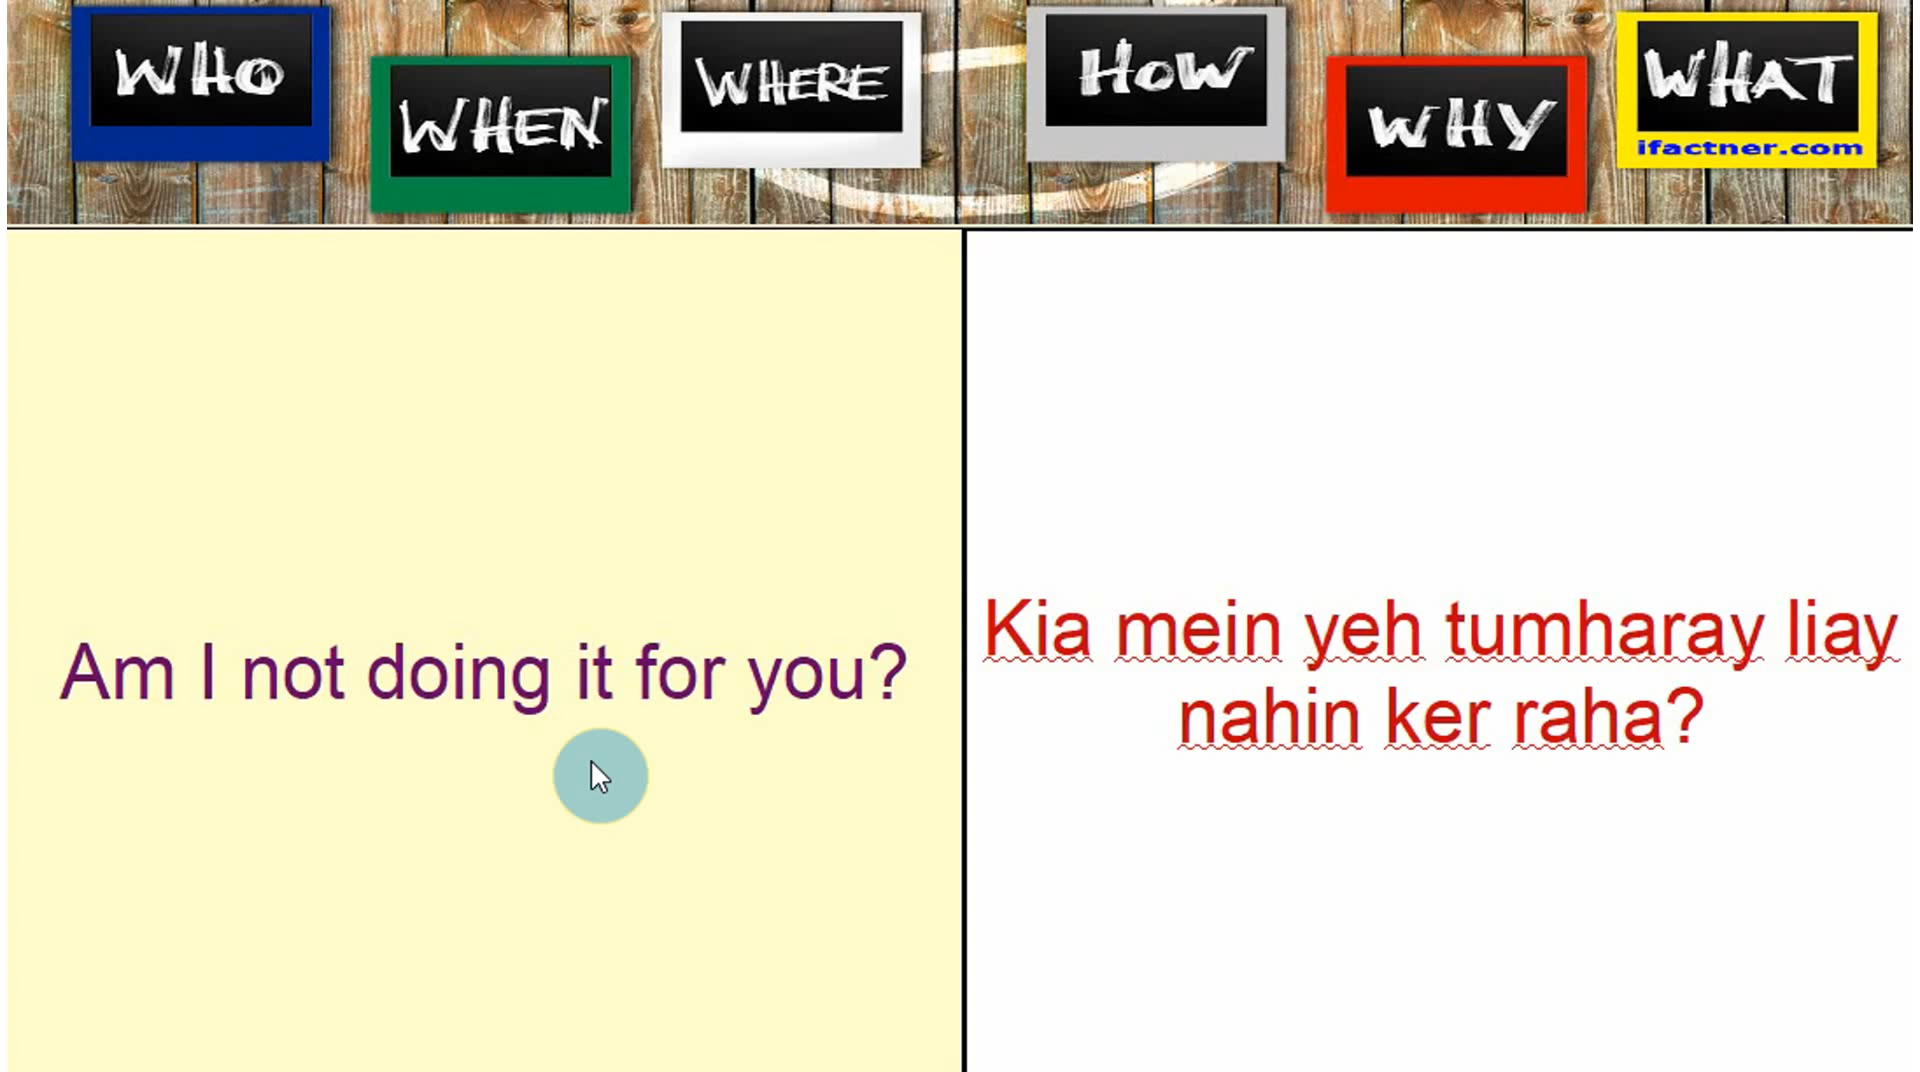 WHO
WHEN
WHERE
HOW
WHY
WHAT
ifactner.com
Am I not doing it for you?
Kia mein yeh tumharay liay
nahin ker raha?